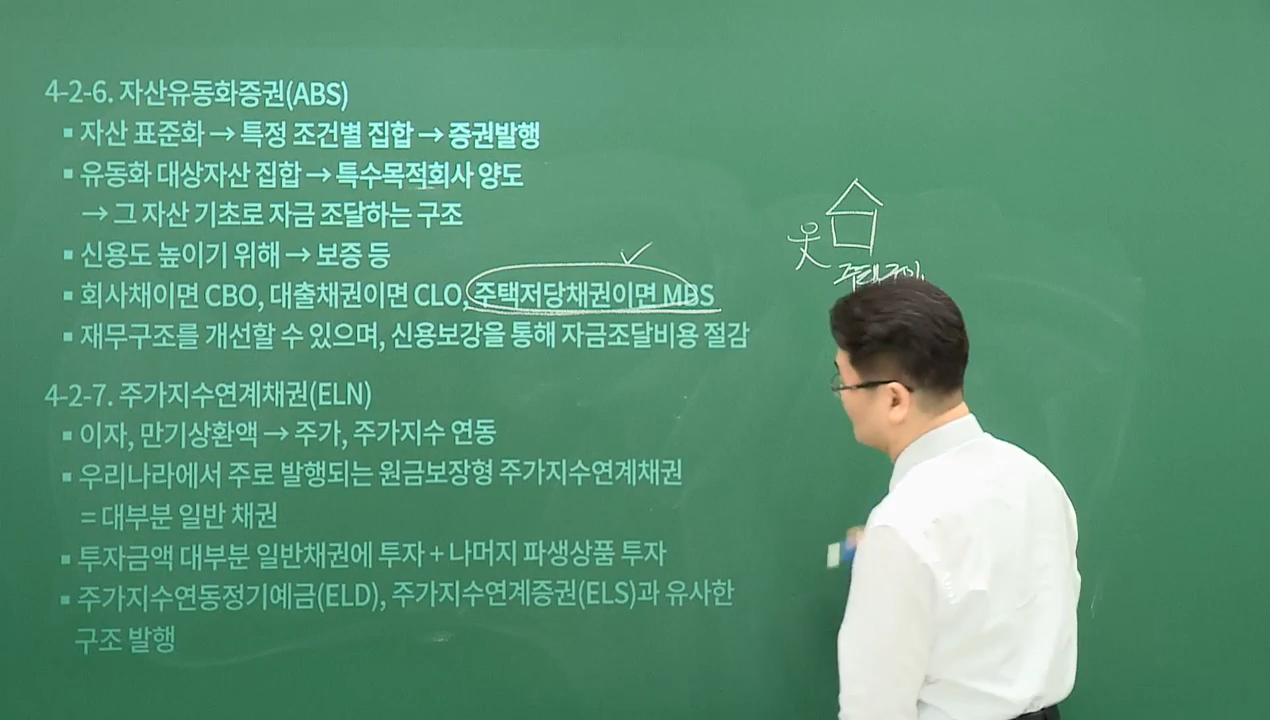 4-2-6. 자산유동화증권(ABS)
▪ 자산 표준화 → 특정 조건별 집합 → 증권발행
▪ 유동화 대상자산 집합 → 특수목적회사 양도
→ 그 자산 기초로 자금 조달하는 구조
▪ 신용도 높이기 위해 → 보증 등
▪ 회사채이면 CBO, 대출채권이면 CLO, 주택저당채권이면 MBS
▪ 재무구조를 개선할 수 있으며, 신용보강을 통해 자금조달비용 절감
4-2-7. 주가지수연계채권(ELN)
▪ 이자, 만기상환액 → 주가, 주가지수 연동
▪ 우리나라에서 주로 발행되는 원금보장형 주가지수연계채권
= 대부분 일반 채권
▪ 투자금액 대부분 일반채권에 투자 + 나머지 파생상품 투자
▪ 주가지수연동정기예금(ELD), 주가지수연계증권(ELS)과 유사한
구조 발행